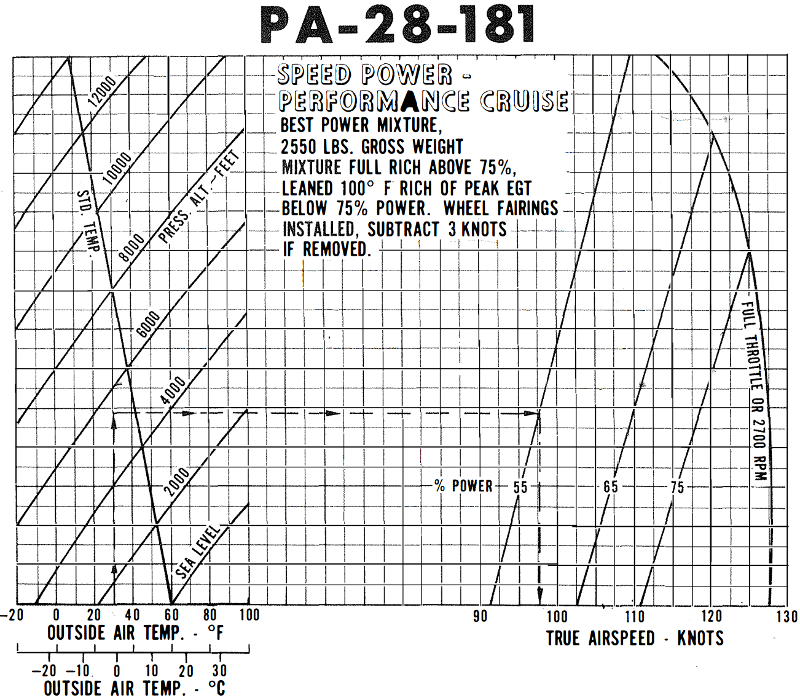 PA-28-181
SPEED POWER -
PERFORMANCE CRUISE
BEST POWER MIXTURE,
2550 LBS. GROSS WEIGHT
MIXTURE FULL RICH ABOVE 75%,
LEANED 100° F RICH OF PEAK EGT
BELOW 75% POWER. WHEEL FAIRINGS
INSTALLED, SUBTRACT 3 KNOTS
IF REMOVED.
12000
10000
STD. TEMP.
PRESS. ALT.-FEET
8000
6000
4000
2000
SEA LEVEL
FULL THROTTLE OR 2700 RPM
% POWER 55 65 75
-20 0 20 40 60 80 100 90 100 110 120 130
OUTSIDE AIR TEMP. - °F
TRUE AIRSPEED - KNOTS
-20 -10 0 10 20 30
OUTSIDE AIR TEMP. - °C